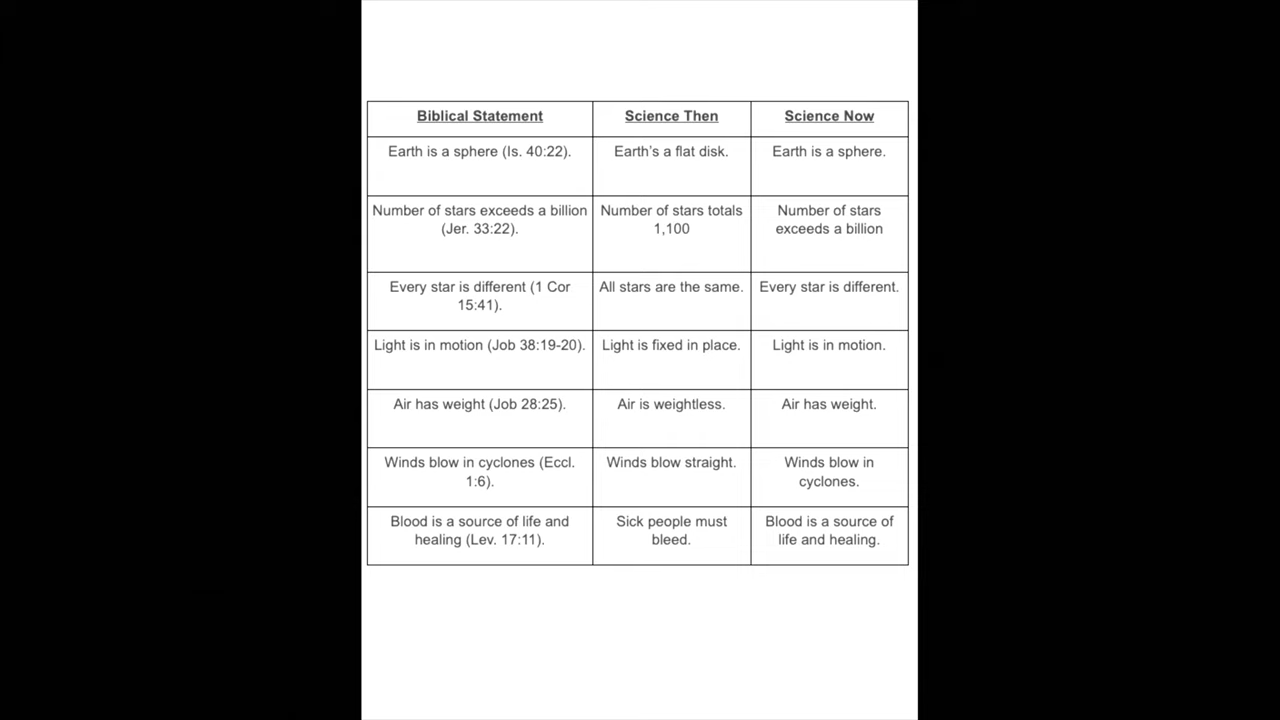 Biblical Statement
Science Then
Science Now
Earth is a sphere (Is. 40:22).
Earth's a flat disk.
Earth is a sphere.
Number of stars exceeds a billion
(Jer. 33:22).
Number of stars totals
1,100
Number of stars
exceeds a billion
Every star is different (1 Cor
15:41).
All stars are the same.
Every star is different.
Light is in motion (Job 38:19-20).
Light is fixed in place.
Light is in motion.
Air has weight (Job 28:25).
Air is weightless.
Air has weight.
Winds blow in cyclones (Eccl.
1:6).
Winds blow straight.
Winds blow in
cyclones.
Blood is a source of life and
healing (Lev. 17:11).
Sick people must
bleed.
Blood is a source of
life and healing.